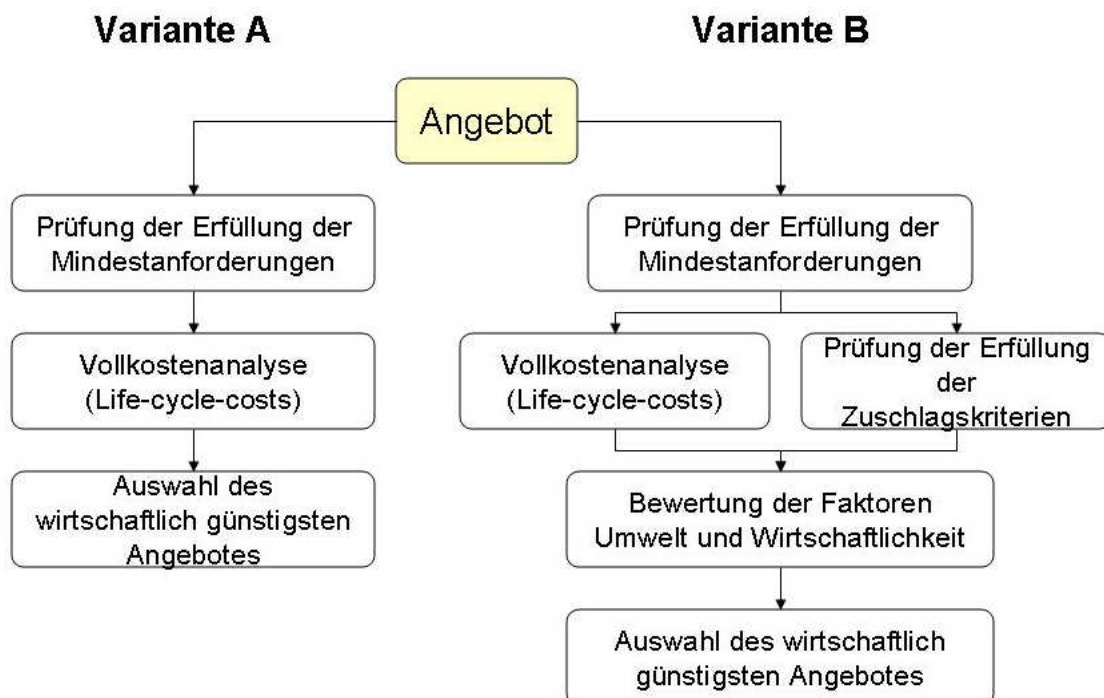 Variante A
Variante B
Angebot
Prüfung der Erfüllung der
Mindestanforderungen
Prüfung der Erfüllung der
Mindestanforderungen
Vollkostenanalyse
(Life-cycle-costs)
Vollkostenanalyse
(Life-cycle-costs)
Prüfung der Erfüllung
der
Zuschlagskriterien
Auswahl des
wirtschaftlich günstigsten
Angebotes
Bewertung der Faktoren
Umwelt und Wirtschaftlichkeit
Auswahl des wirtschaftlich
günstigsten Angebotes